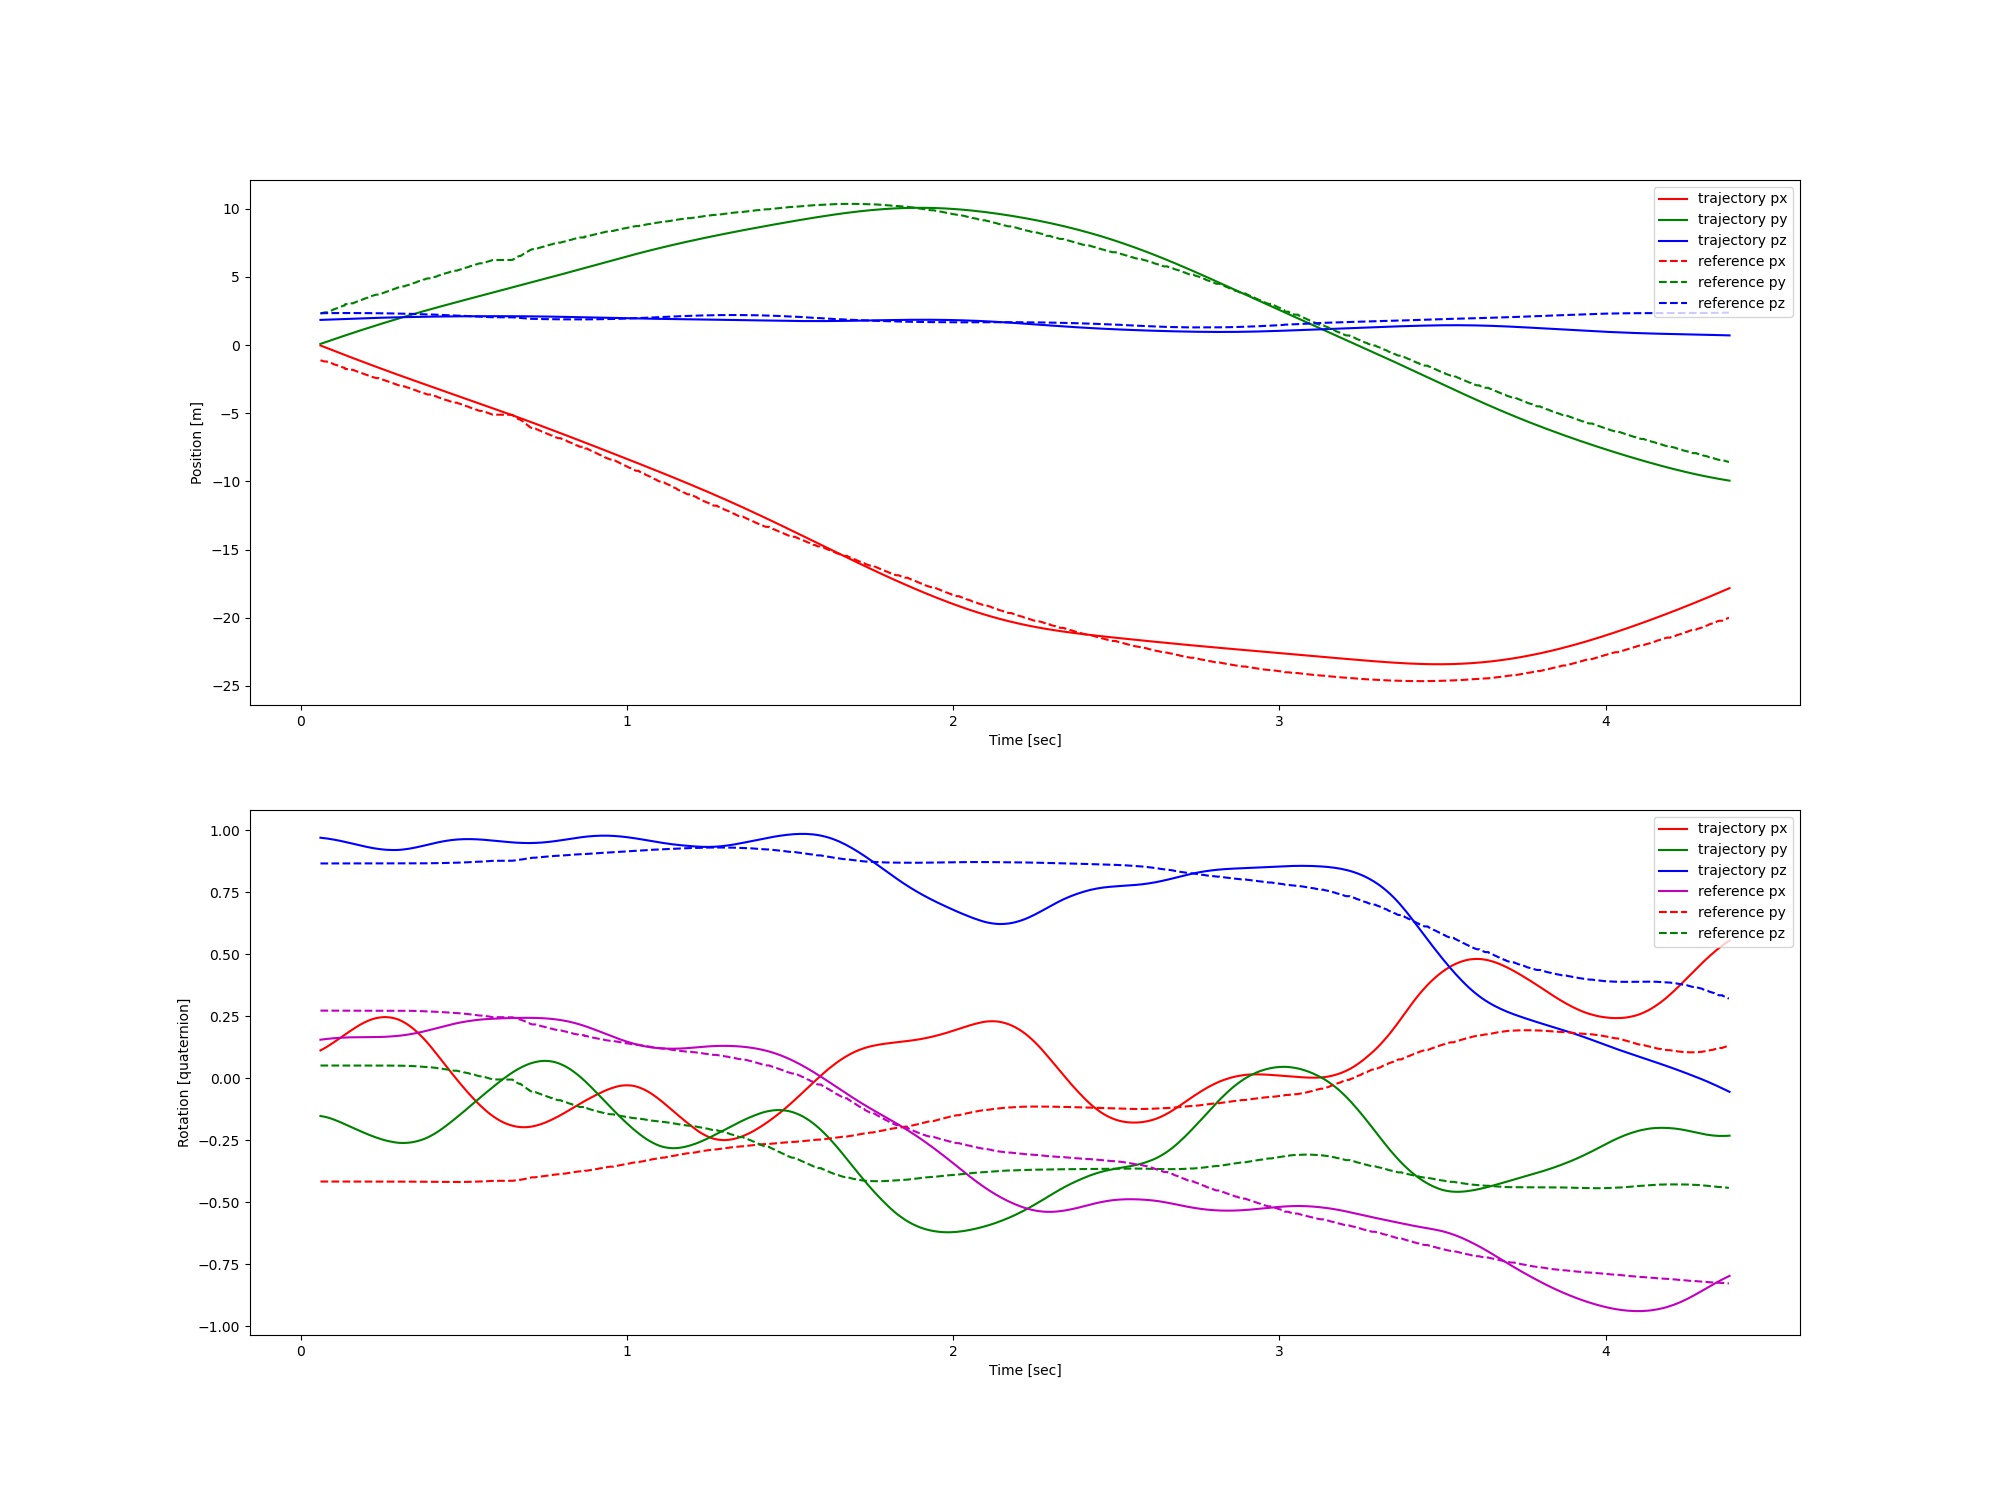 10
5
0
−5
−10
−15
−20
−25
Position [m]
trajectory px
trajectory py
trajectory pz
reference px
reference py
reference pz
0
1
2
3
4
Time [sec]
1.00
0.75
0.50
0.25
0.00
−0.25
−0.50
−0.75
−1.00
Rotation [quaternion]
trajectory px
trajectory py
trajectory pz
reference px
reference py
reference pz
0
1
2
3
4
Time [sec]